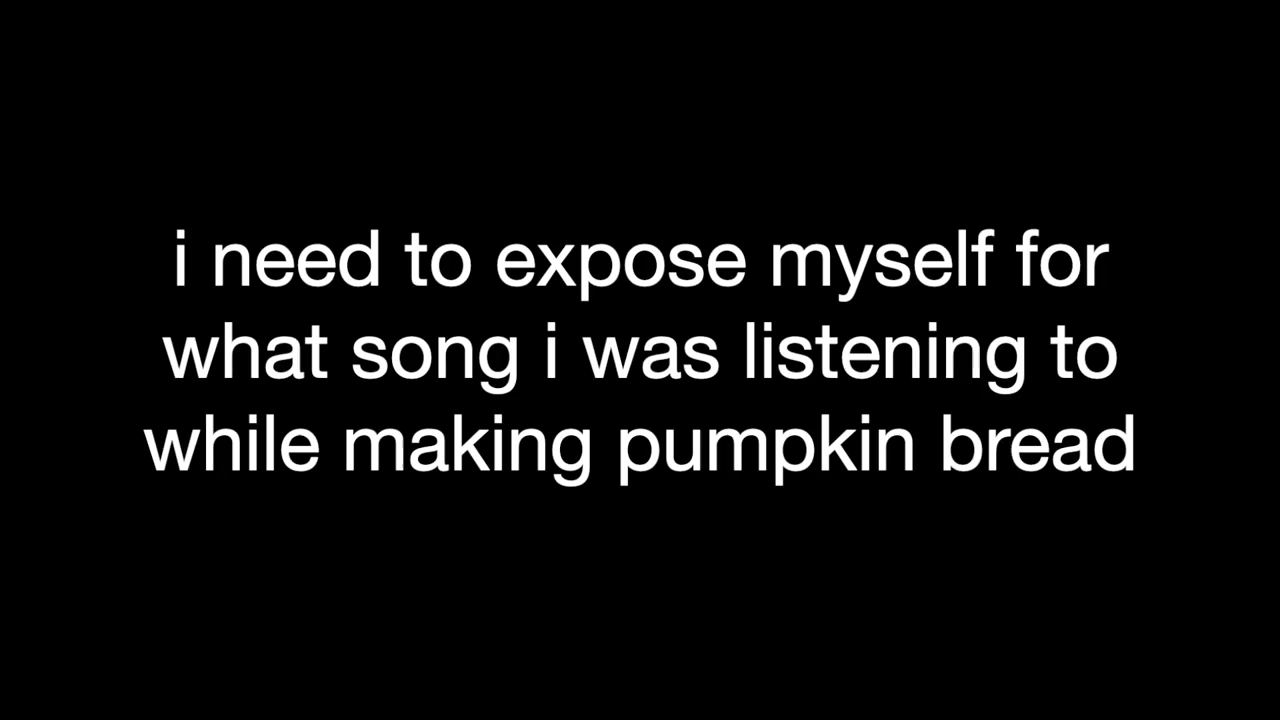 i need to expose myself for
what song i was listening to
while making pumpkin bread